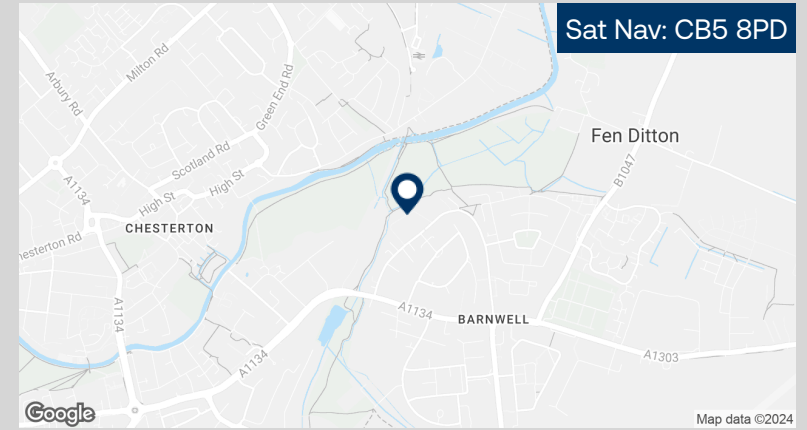 Sat Nav: CB5 8PD
Milton Rd
Arbury Rd
Green End Rd
Fen Ditton
Scotland Rd
B1047
A1134
High St
High St
CHESTERTON
hesterton Rd
A1134
A1134
BARNWELL
A1134
A1303
Google
Map data ©2024